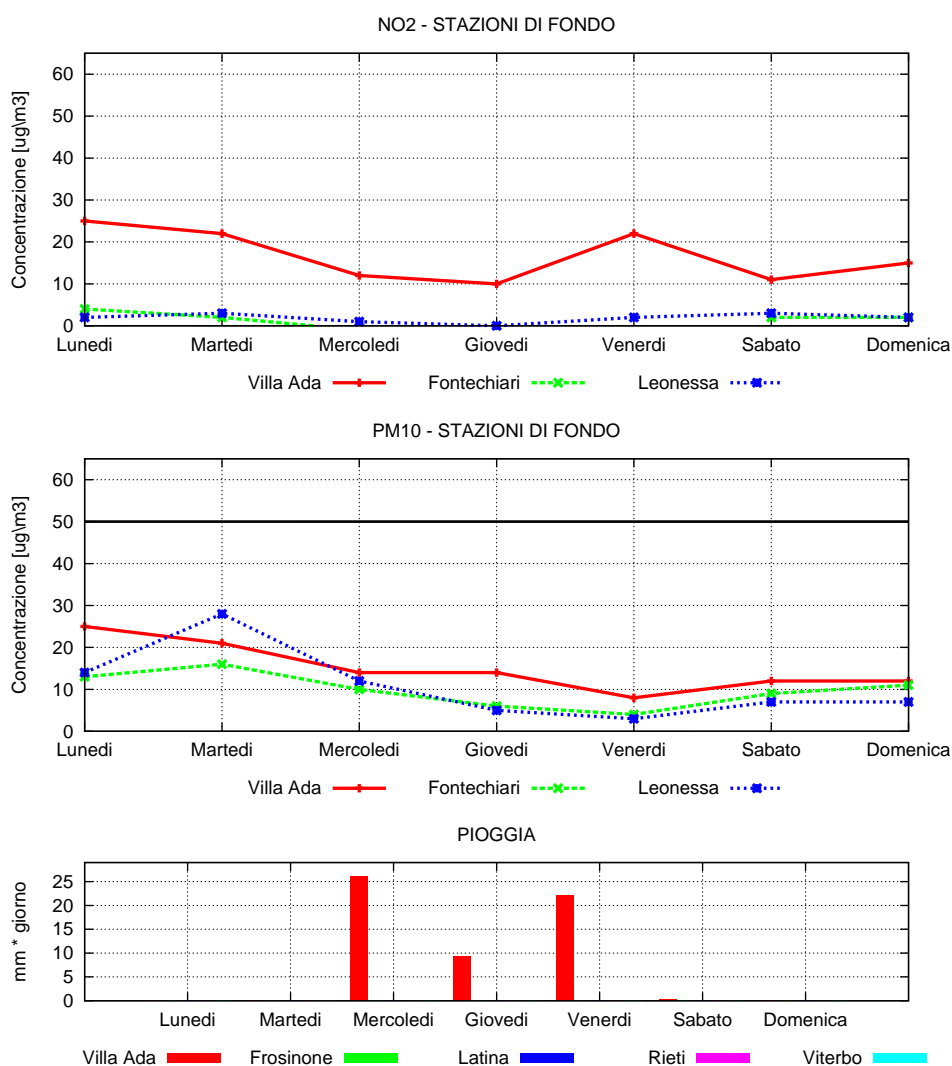 NO2 - STAZIONI DI FONDO
Concentrazione [ug\m3]
60
50
40
30
20
10
0
Lunedi Martedi Mercoledi Giovedi Venerdi Sabato Domenica
Villa Ada Fontechiari Leonessa
PM10 - STAZIONI DI FONDO
Concentrazione [ug\m3]
60
50
40
30
20
10
0
Lunedi Martedi Mercoledi Giovedi Venerdi Sabato Domenica
Villa Ada Fontechiari Leonessa
PIOGGIA
mm * giorno
25
20
15
10
5
0
Lunedi Martedi Mercoledi Giovedi Venerdi Sabato Domenica
Villa Ada Frosinone Latina Rieti Viterbo